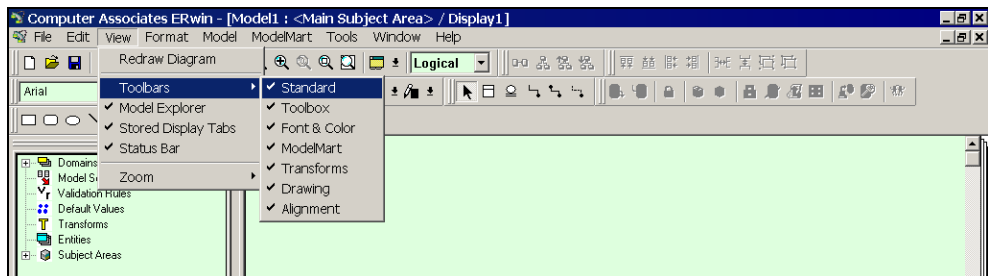 Computer Associates ERwin - [Model1 : <Main Subject Area> / Display1]
File Edit View Format Model ModelMart Tools Window Help
Redraw Diagram
Logical
Arial
Toolbars
Standard
Model Explorer
Toolbox
Stored Display Tabs
Font & Color
Status Bar
ModelMart
Transforms
Zoom
Drawing
Alignment
Domains
Model
Validation Rules
Default Values
Transforms
Entities
Subject Areas